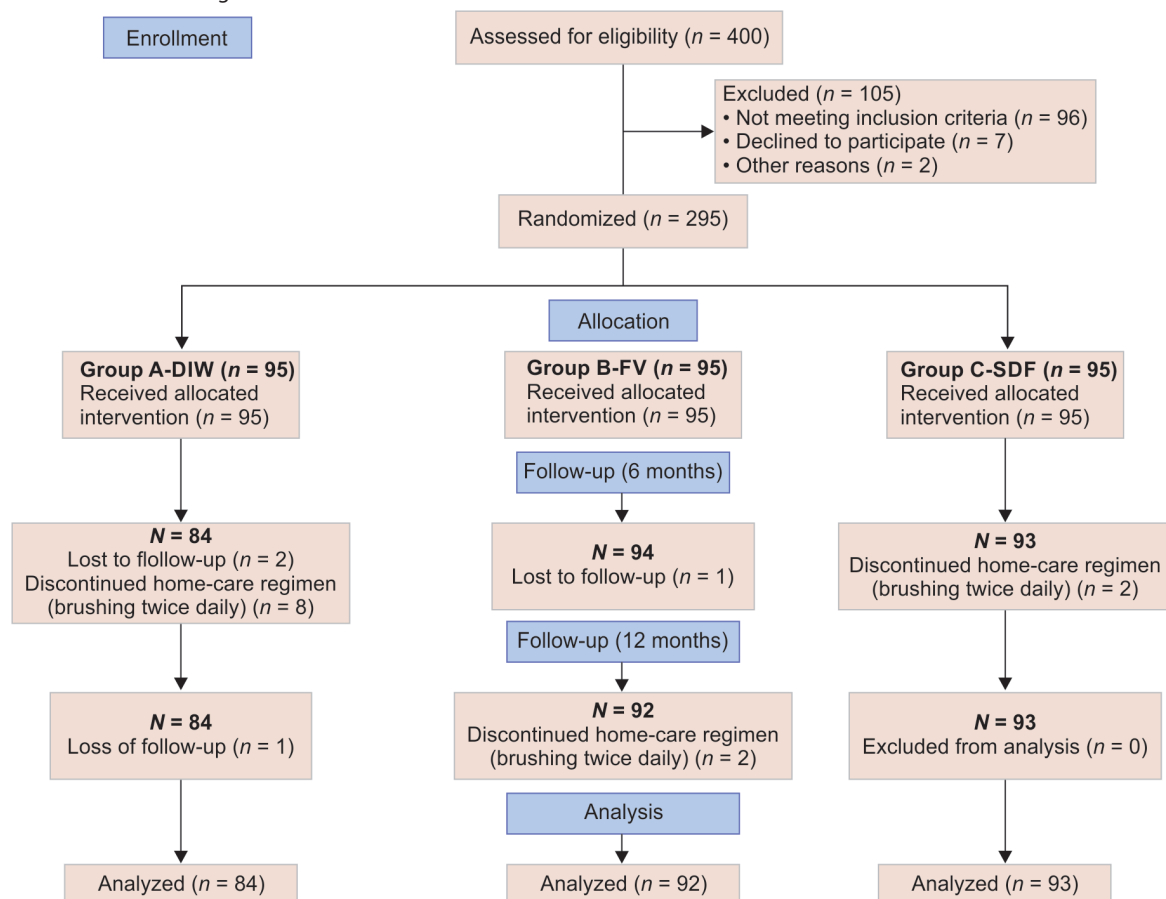 Enrollment
Assessed for eligibility (n = 400)
Excluded (n = 105)
• Not meeting inclusion criteria (n = 96)
• Declined to participate (n = 7)
• Other reasons (n = 2)
Randomized (n = 295)
Allocation
Group A-DIW (n = 95)
Received allocated
intervention (n = 95)
Group B-FV (n = 95)
Received allocated
intervention (n = 95)
Group C-SDF (n = 95)
Received allocated
intervention (n = 95)
Follow-up (6 months)
N = 84
Lost to flollow-up (n = 2)
Discontinued home-care regimen
(brushing twice daily) (n = 8)
N = 94
Lost to follow-up (n = 1)
N = 93
Discontinued home-care regimen
(brushing twice daily) (n = 2)
Follow-up (12 months)
N = 84
Loss of follow-up (n = 1)
N = 92
Discontinued home-care regimen
(brushing twice daily) (n = 2)
N = 93
Excluded from analysis (n = 0)
Analysis
Analyzed (n = 84)
Analyzed (n = 92)
Analyzed (n = 93)